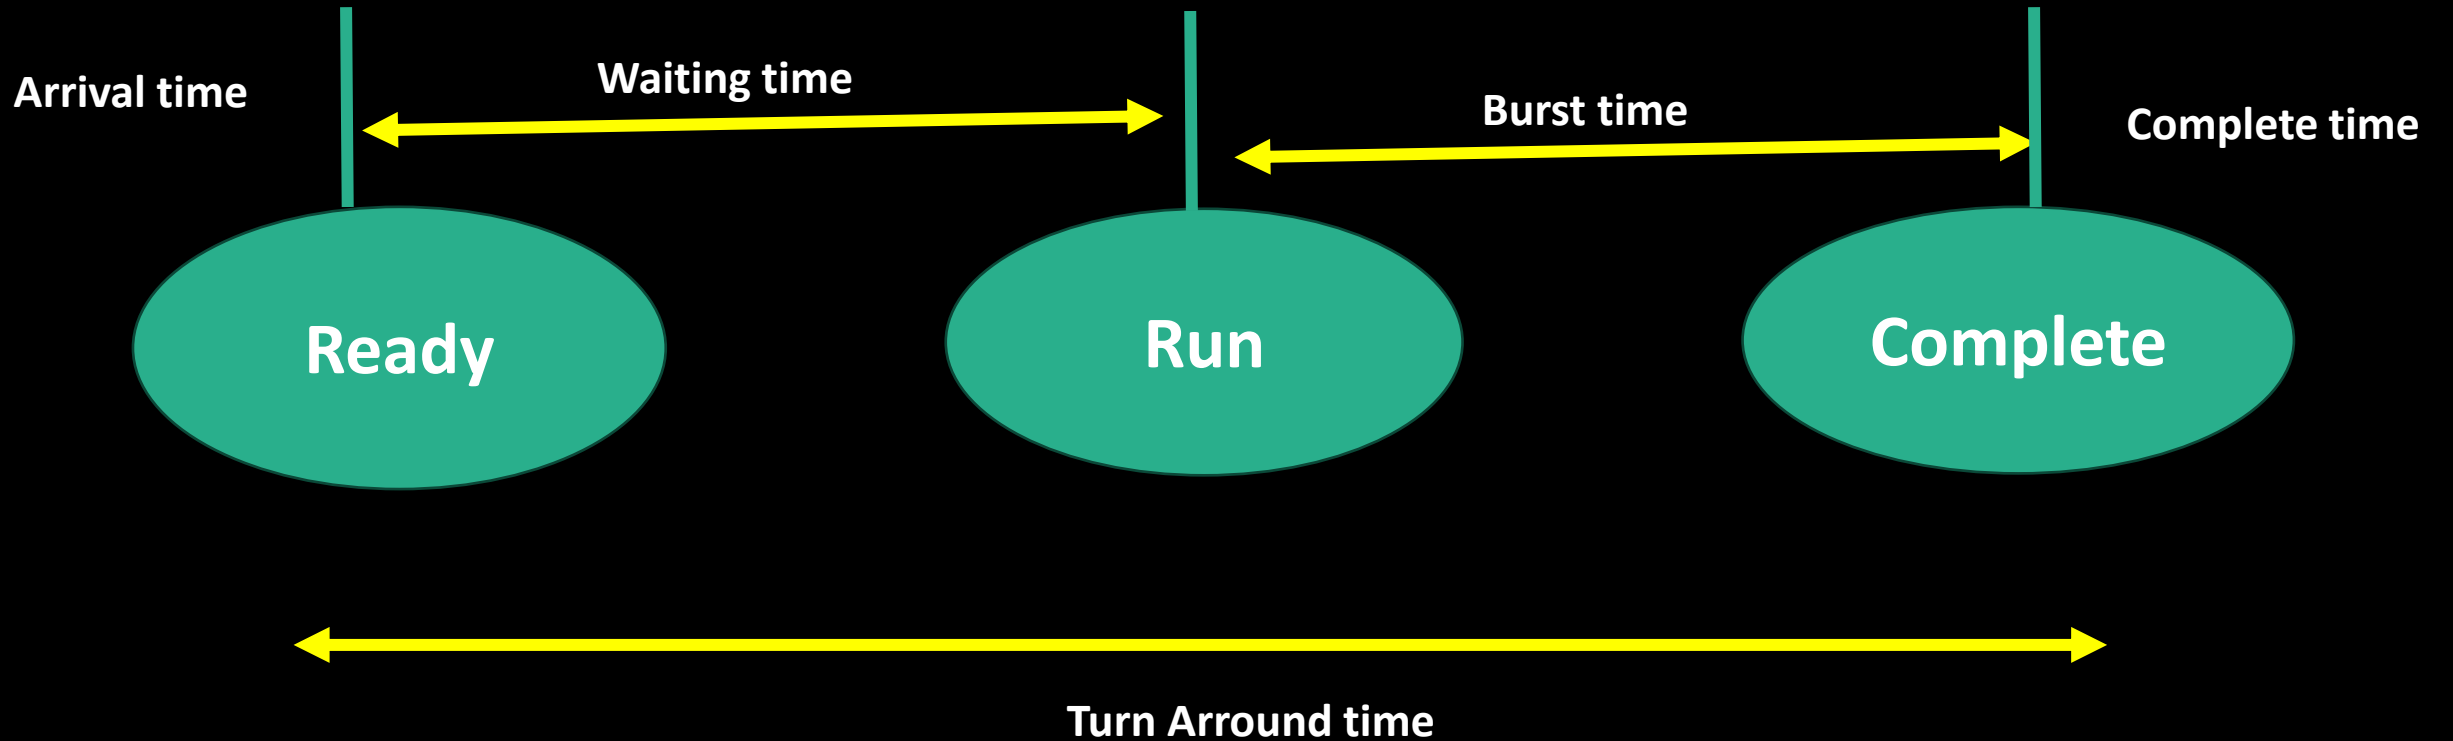 Arrival time
Waiting time
Burst time
Complete time
Ready
Run
Complete
Turn Arround time